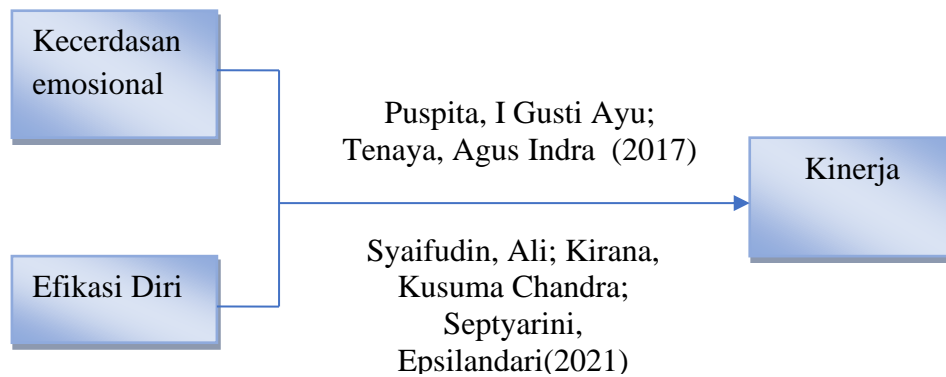 Kecerdasan
emosional
Puspita, I Gusti Ayu;
Tenaya, Agus Indra (2017)
Kinerja
Efikasi Diri
Syaifudin, Ali; Kirana,
Kusuma Chandra;
Septyarini,
Epsilandari(2021)